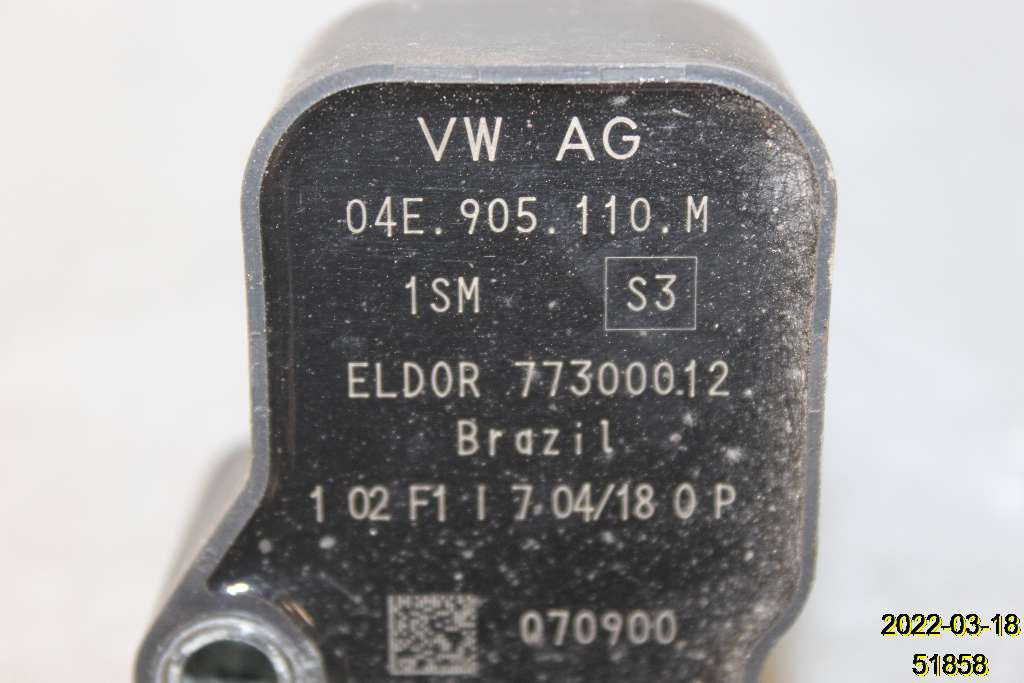 VW AG
04E.905.110.M
1SM S3
ELDOR 77300012
Brazil
1 02 F1 I 7 04/18 0 P
Q70900
2022-03-18
51858